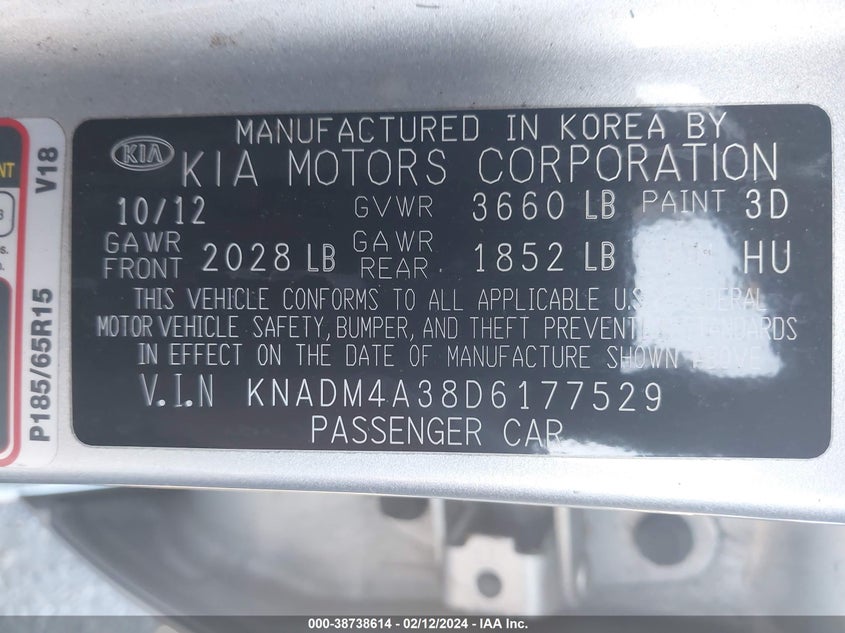 MANUFACTURED IN KOREA BY
KIA KIA MOTORS CORPORATION
10/12 GVWR 3660 LB PAINT 3D
GAWR FRONT 2028 LB GAWR REAR 1852 LB HU
THIS VEHICLE CONFORMS TO ALL APPLICABLE U.S. FEDERAL
MOTOR VEHICLE SAFETY, BUMPER, AND THEFT PREVENTION STANDARDS
IN EFFECT ON THE DATE OF MANUFACTURE SHOWN ABOVE
V.I.N KNADM4A38D6177529
PASSENGER CAR
P185/65R15 V18
000-38738614 - 02/12/2024 - IAA Inc.